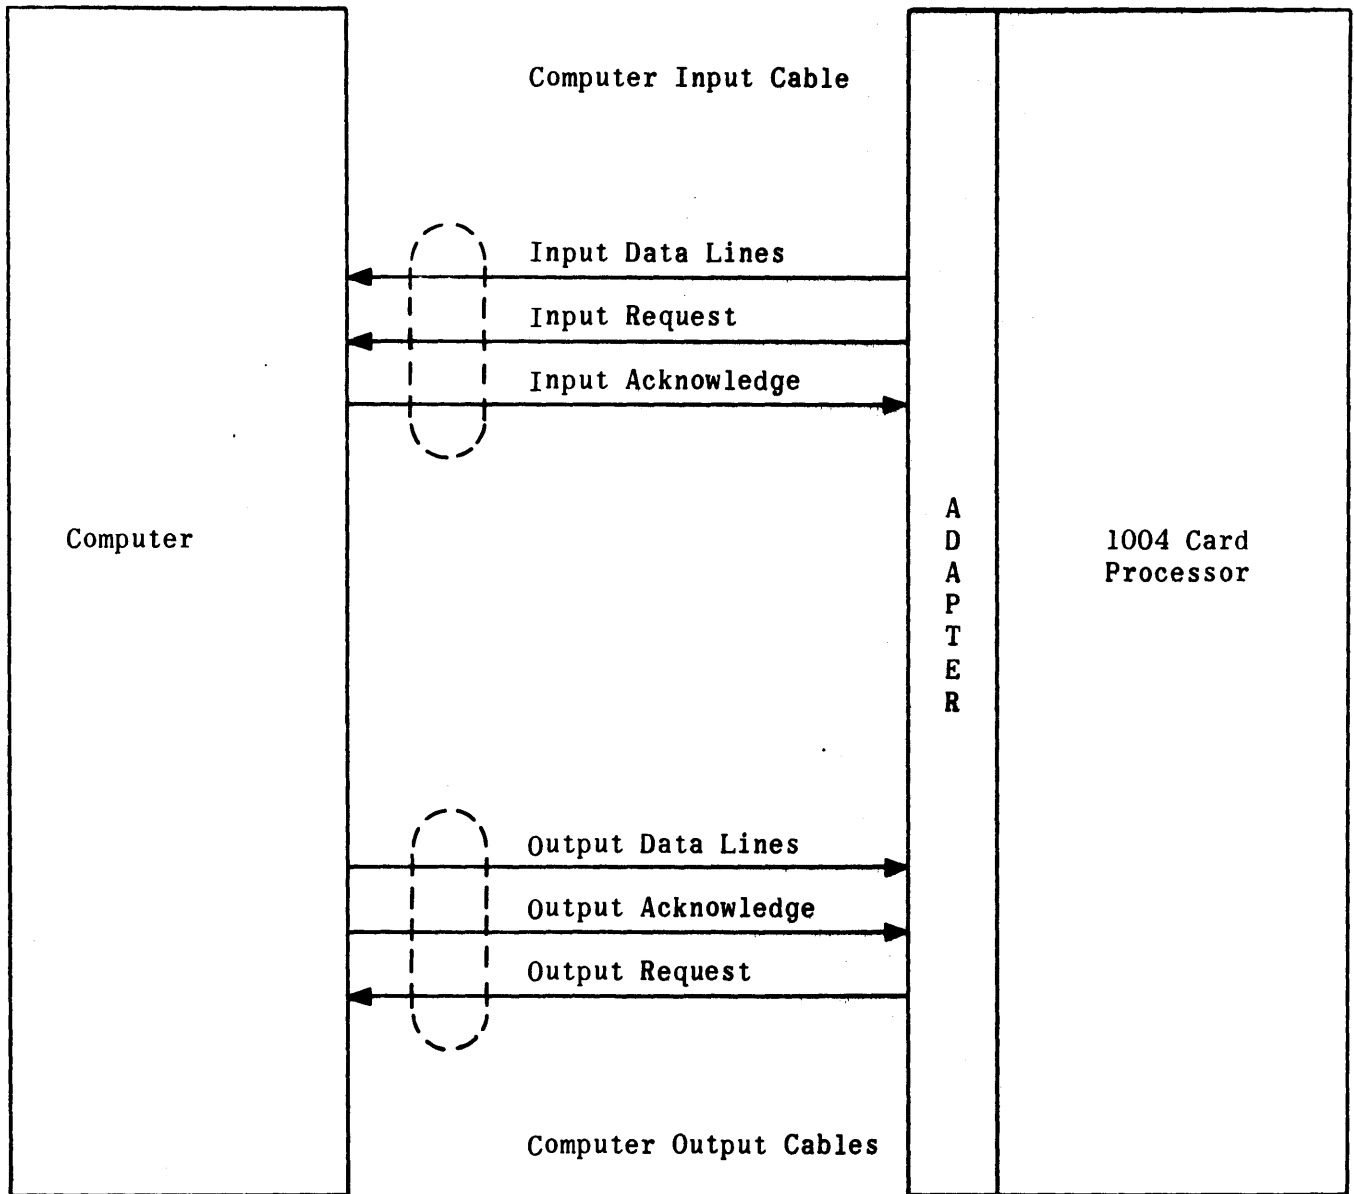 Computer Input Cable
Input Data Lines
Input Request
Input Acknowledge
Computer
ADAPTER
1004 Card
Processor
Output Data Lines
Output Acknowledge
Output Request
Computer Output Cables